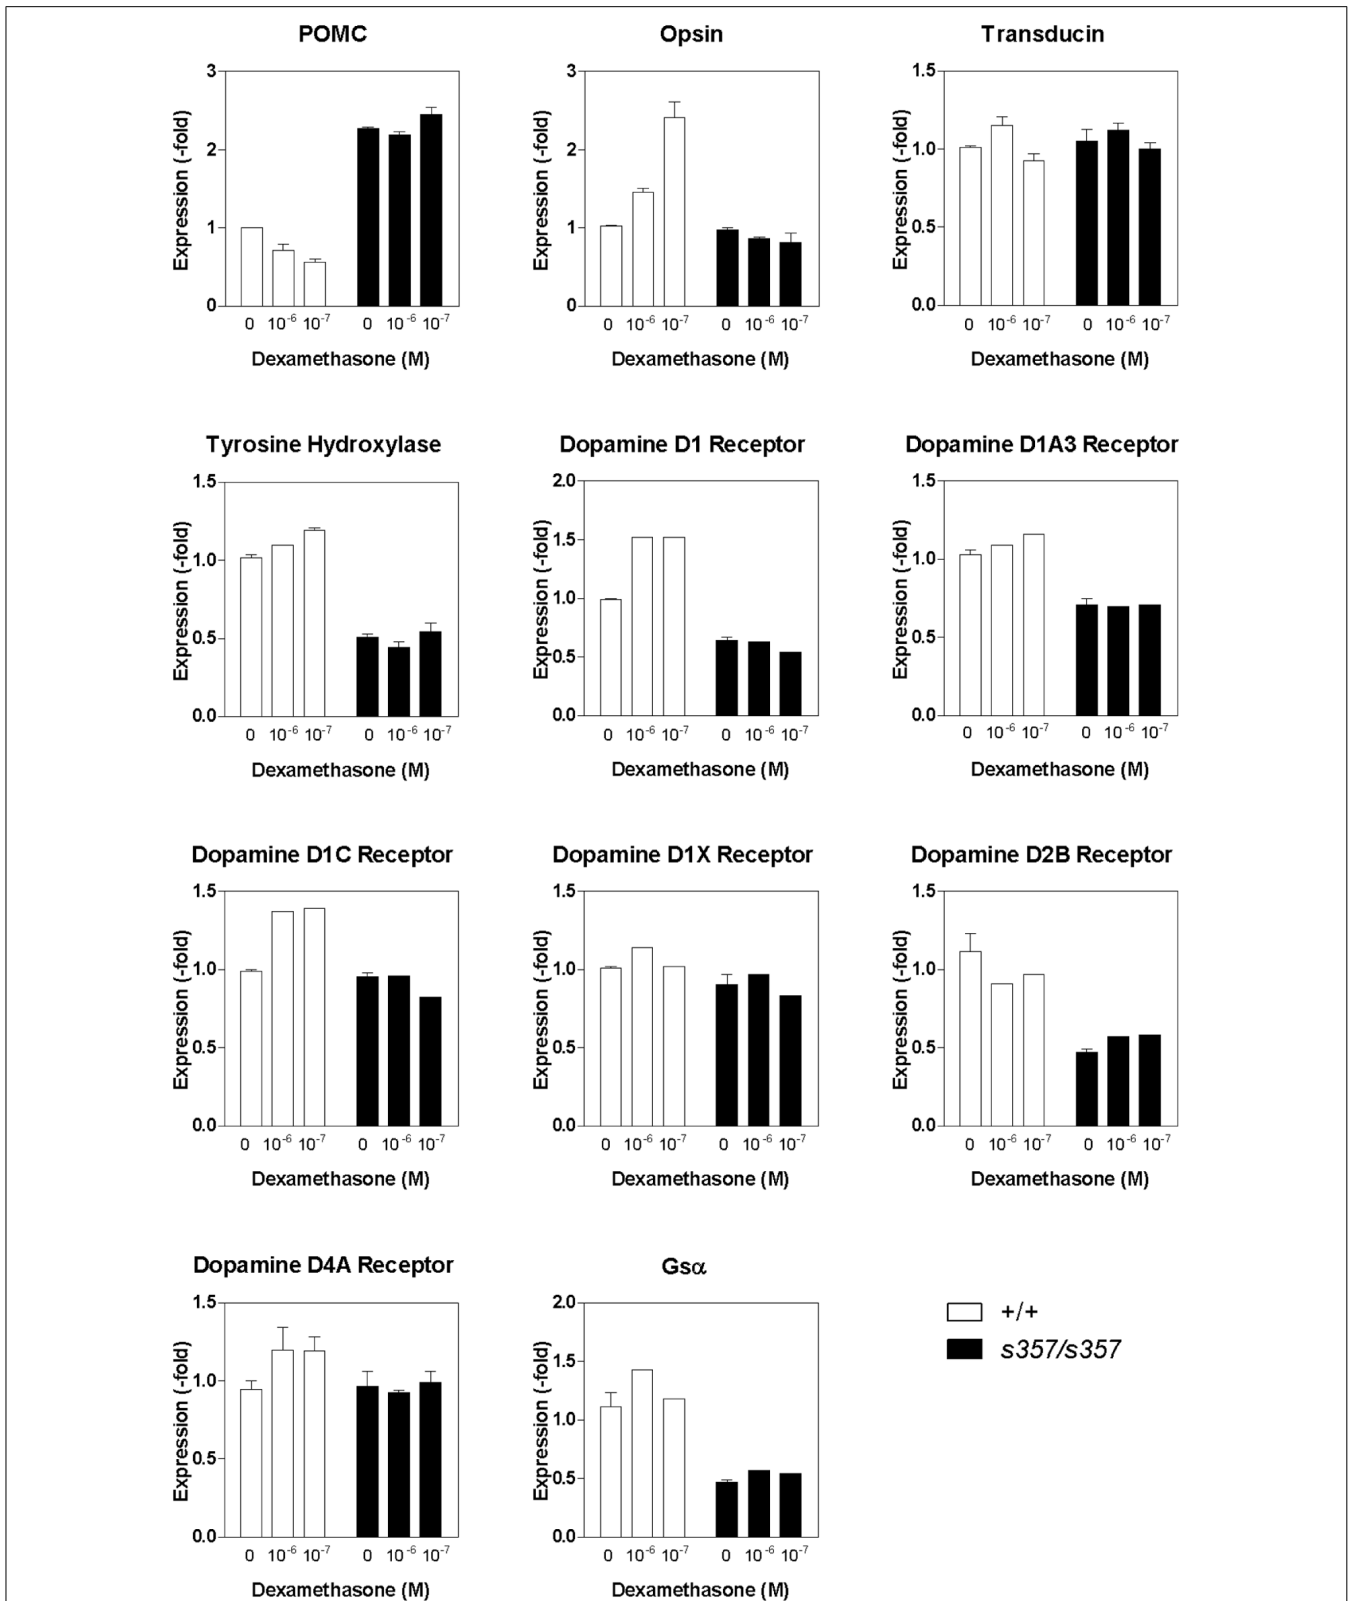 POMC
Expression (-fold)
3
2
1
0
0 10⁻⁶ 10⁻⁷ 0 10⁻⁶ 10⁻⁷
Dexamethasone (M)
Opsin
Expression (-fold)
3
2
1
0
0 10⁻⁶ 10⁻⁷ 0 10⁻⁶ 10⁻⁷
Dexamethasone (M)
Transducin
Expression (-fold)
1.5
1.0
0.5
0.0
0 10⁻⁶ 10⁻⁷ 0 10⁻⁶ 10⁻⁷
Dexamethasone (M)
Tyrosine Hydroxylase
Expression (-fold)
1.5
1.0
0.5
0.0
0 10⁻⁶ 10⁻⁷ 0 10⁻⁶ 10⁻⁷
Dexamethasone (M)
Dopamine D1 Receptor
Expression (-fold)
2.0
1.5
1.0
0.5
0.0
0 10⁻⁶ 10⁻⁷ 0 10⁻⁶ 10⁻⁷
Dexamethasone (M)
Dopamine D1A3 Receptor
Expression (-fold)
1.5
1.0
0.5
0.0
0 10⁻⁶ 10⁻⁷ 0 10⁻⁶ 10⁻⁷
Dexamethasone (M)
Dopamine D1C Receptor
Expression (-fold)
1.5
1.0
0.5
0.0
0 10⁻⁶ 10⁻⁷ 0 10⁻⁶ 10⁻⁷
Dexamethasone (M)
Dopamine D1X Receptor
Expression (-fold)
1.5
1.0
0.5
0.0
0 10⁻⁶ 10⁻⁷ 0 10⁻⁶ 10⁻⁷
Dexamethasone (M)
Dopamine D2B Receptor
Expression (-fold)
1.5
1.0
0.5
0.0
0 10⁻⁶ 10⁻⁷ 0 10⁻⁶ 10⁻⁷
Dexamethasone (M)
Dopamine D4A Receptor
Expression (-fold)
1.5
1.0
0.5
0.0
0 10⁻⁶ 10⁻⁷ 0 10⁻⁶ 10⁻⁷
Dexamethasone (M)
Gsα
Expression (-fold)
2.0
1.5
1.0
0.5
0.0
0 10⁻⁶ 10⁻⁷ 0 10⁻⁶ 10⁻⁷
Dexamethasone (M)
+/+
s357/s357